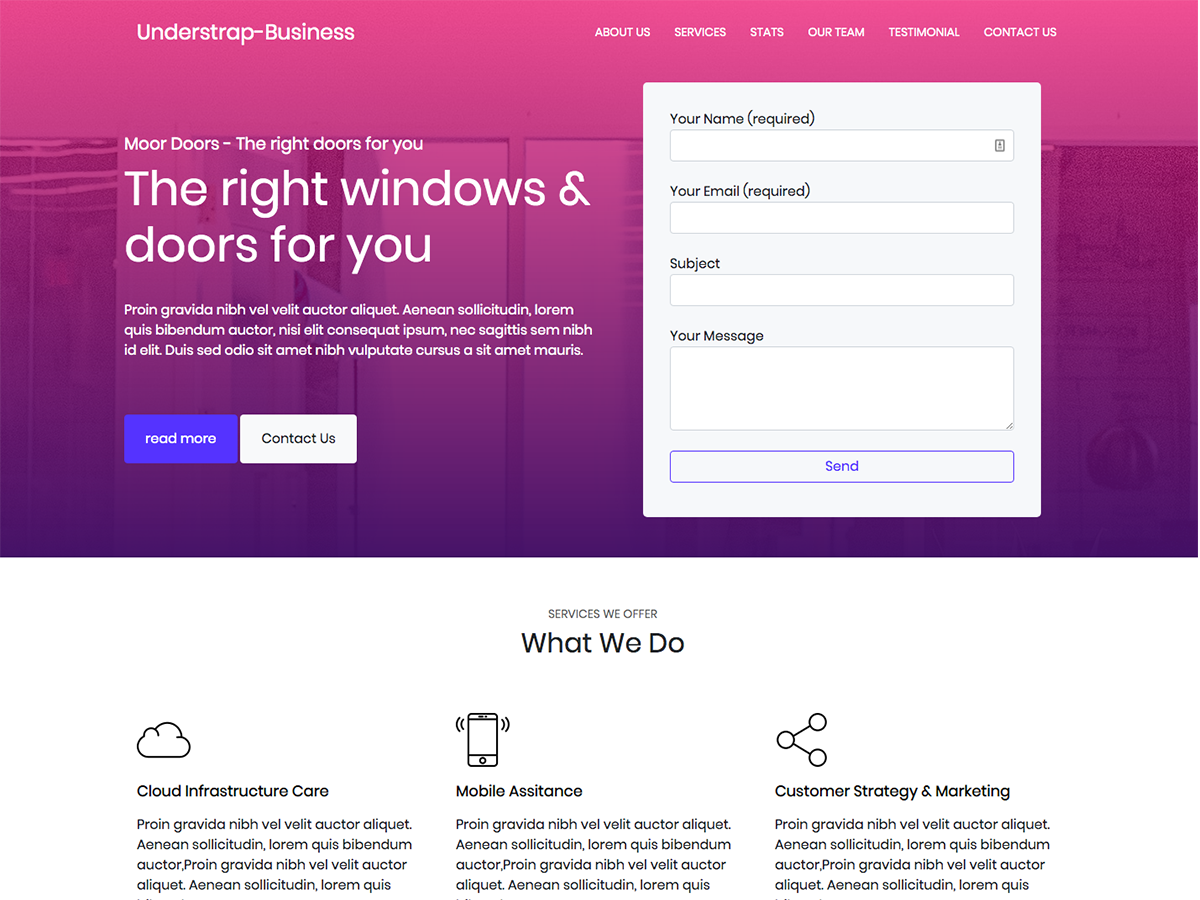 Understrap-Business
ABOUT US SERVICES STATS OUR TEAM TESTIMONIAL CONTACT US
Moor Doors - The right doors for you
The right windows &
doors for you
Proin gravida nibh vel velit auctor aliquet. Aenean sollicitudin, lorem
quis bibendum auctor, nisi elit consequat ipsum, nec sagittis sem nibh
id elit. Duis sed odio sit amet nibh vulputate cursus a sit amet mauris.
read more
Contact Us
Your Name (required)
Your Email (required)
Subject
Your Message
Send
SERVICES WE OFFER
What We Do
Cloud Infrastructure Care
Proin gravida nibh vel velit auctor aliquet.
Aenean sollicitudin, lorem quis bibendum
auctor,Proin gravida nibh vel velit auctor
aliquet. Aenean sollicitudin, lorem quis
Mobile Assitance
Proin gravida nibh vel velit auctor aliquet.
Aenean sollicitudin, lorem quis bibendum
auctor,Proin gravida nibh vel velit auctor
aliquet. Aenean sollicitudin, lorem quis
Customer Strategy & Marketing
Proin gravida nibh vel velit auctor aliquet.
Aenean sollicitudin, lorem quis bibendum
auctor,Proin gravida nibh vel velit auctor
aliquet. Aenean sollicitudin, lorem quis